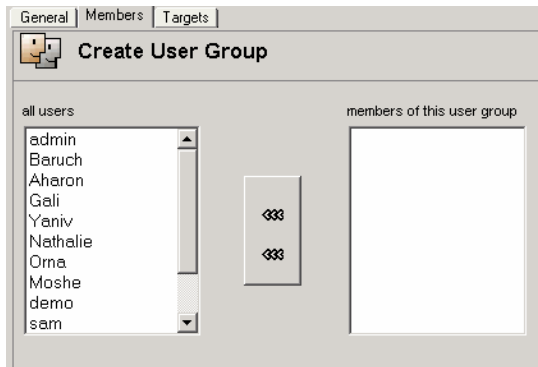 General Members Targets
Create User Group
all users
members of this user group
admin
Baruch
Aharon
Gali
Yaniv
Nathalie
Orna
Moshe
demo
sam